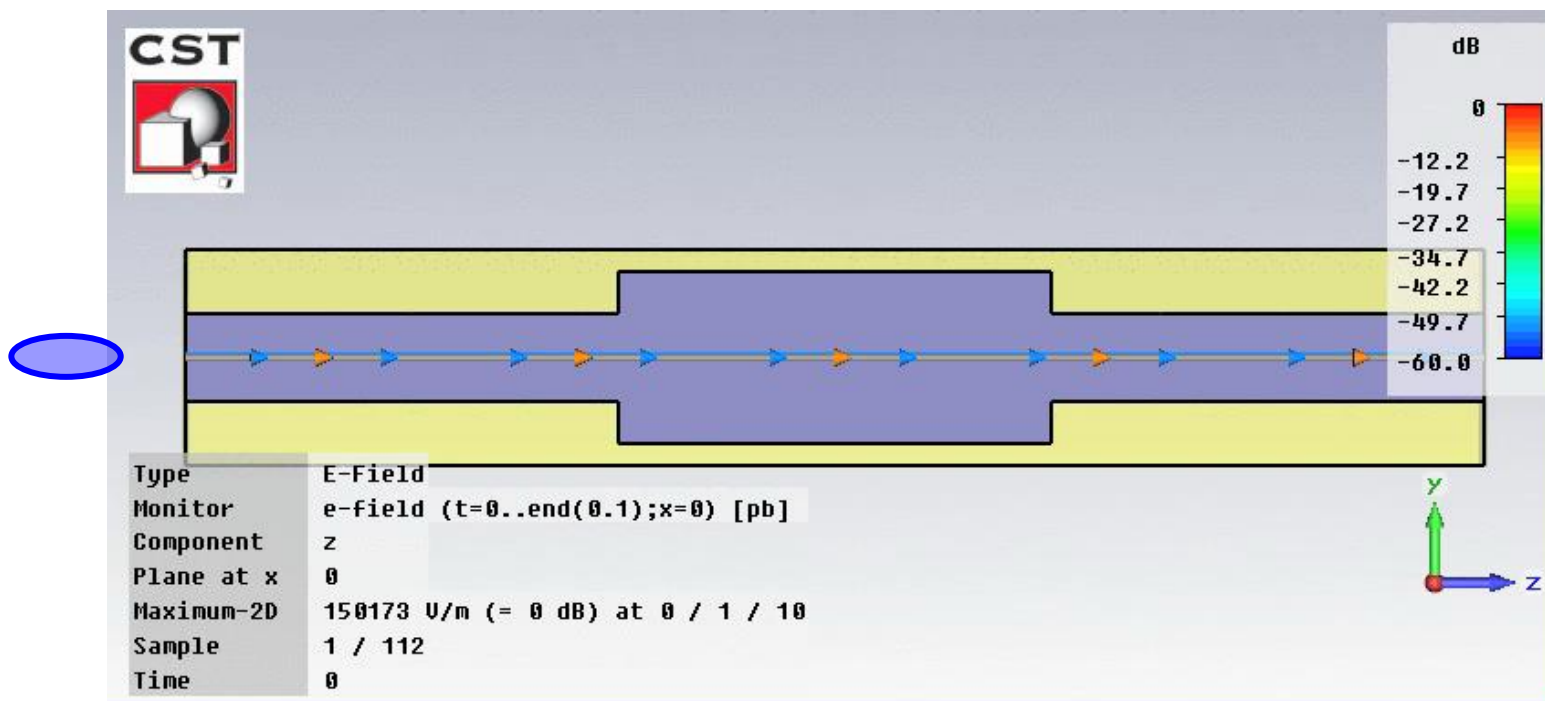 CST
dB
0
-12.2
-19.7
-27.2
-34.7
-42.2
-49.7
-60.0
Type E-Field
Monitor e-field (t=0..end(0.1);x=0) [pb]
Component z
Plane at x 0
Maximum-2D 150173 V/m (= 0 dB) at 0 / 1 / 10
Sample 1 / 112
Time 0
y
z